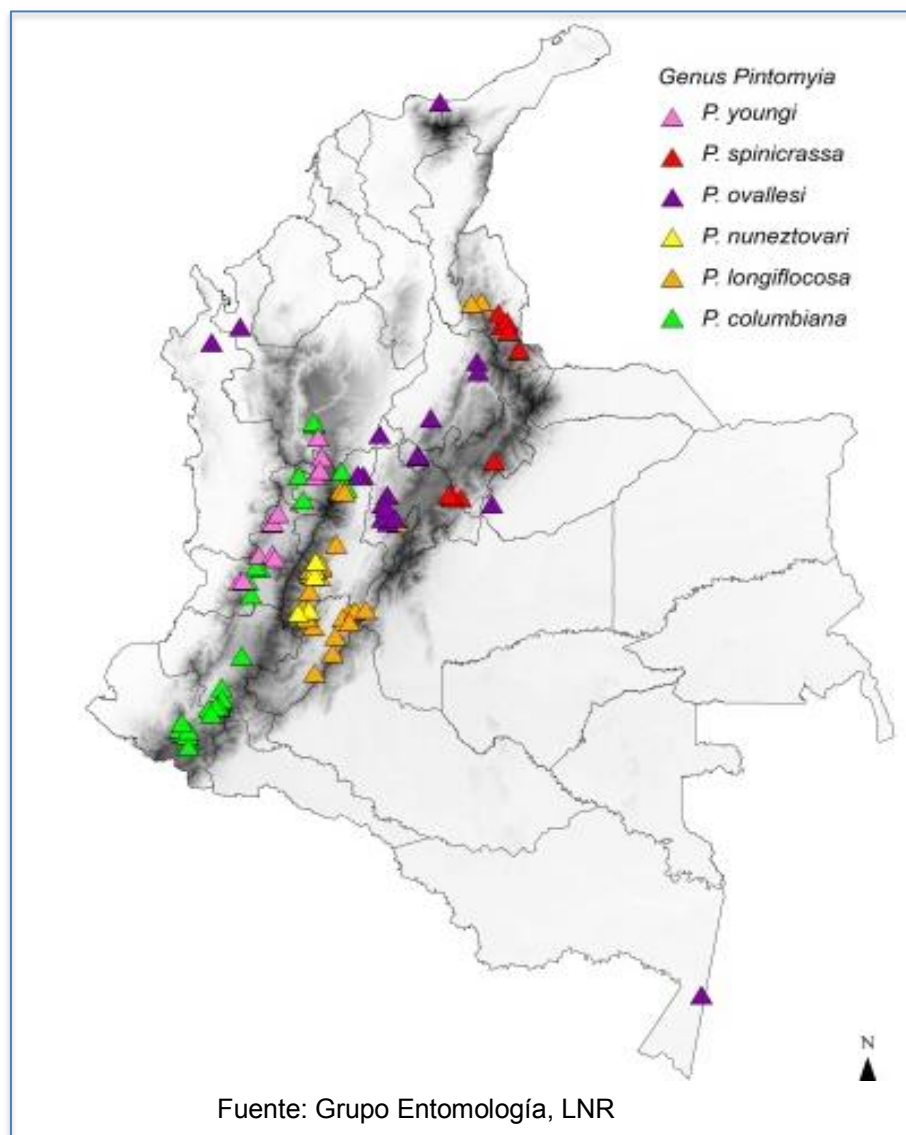 Genus Pintomyia
P. youngi
P. spinicrassa
P. ovallesi
P. nuneztovari
P. longiflocosa
P. columbiana
N
Fuente: Grupo Entomología, LNR